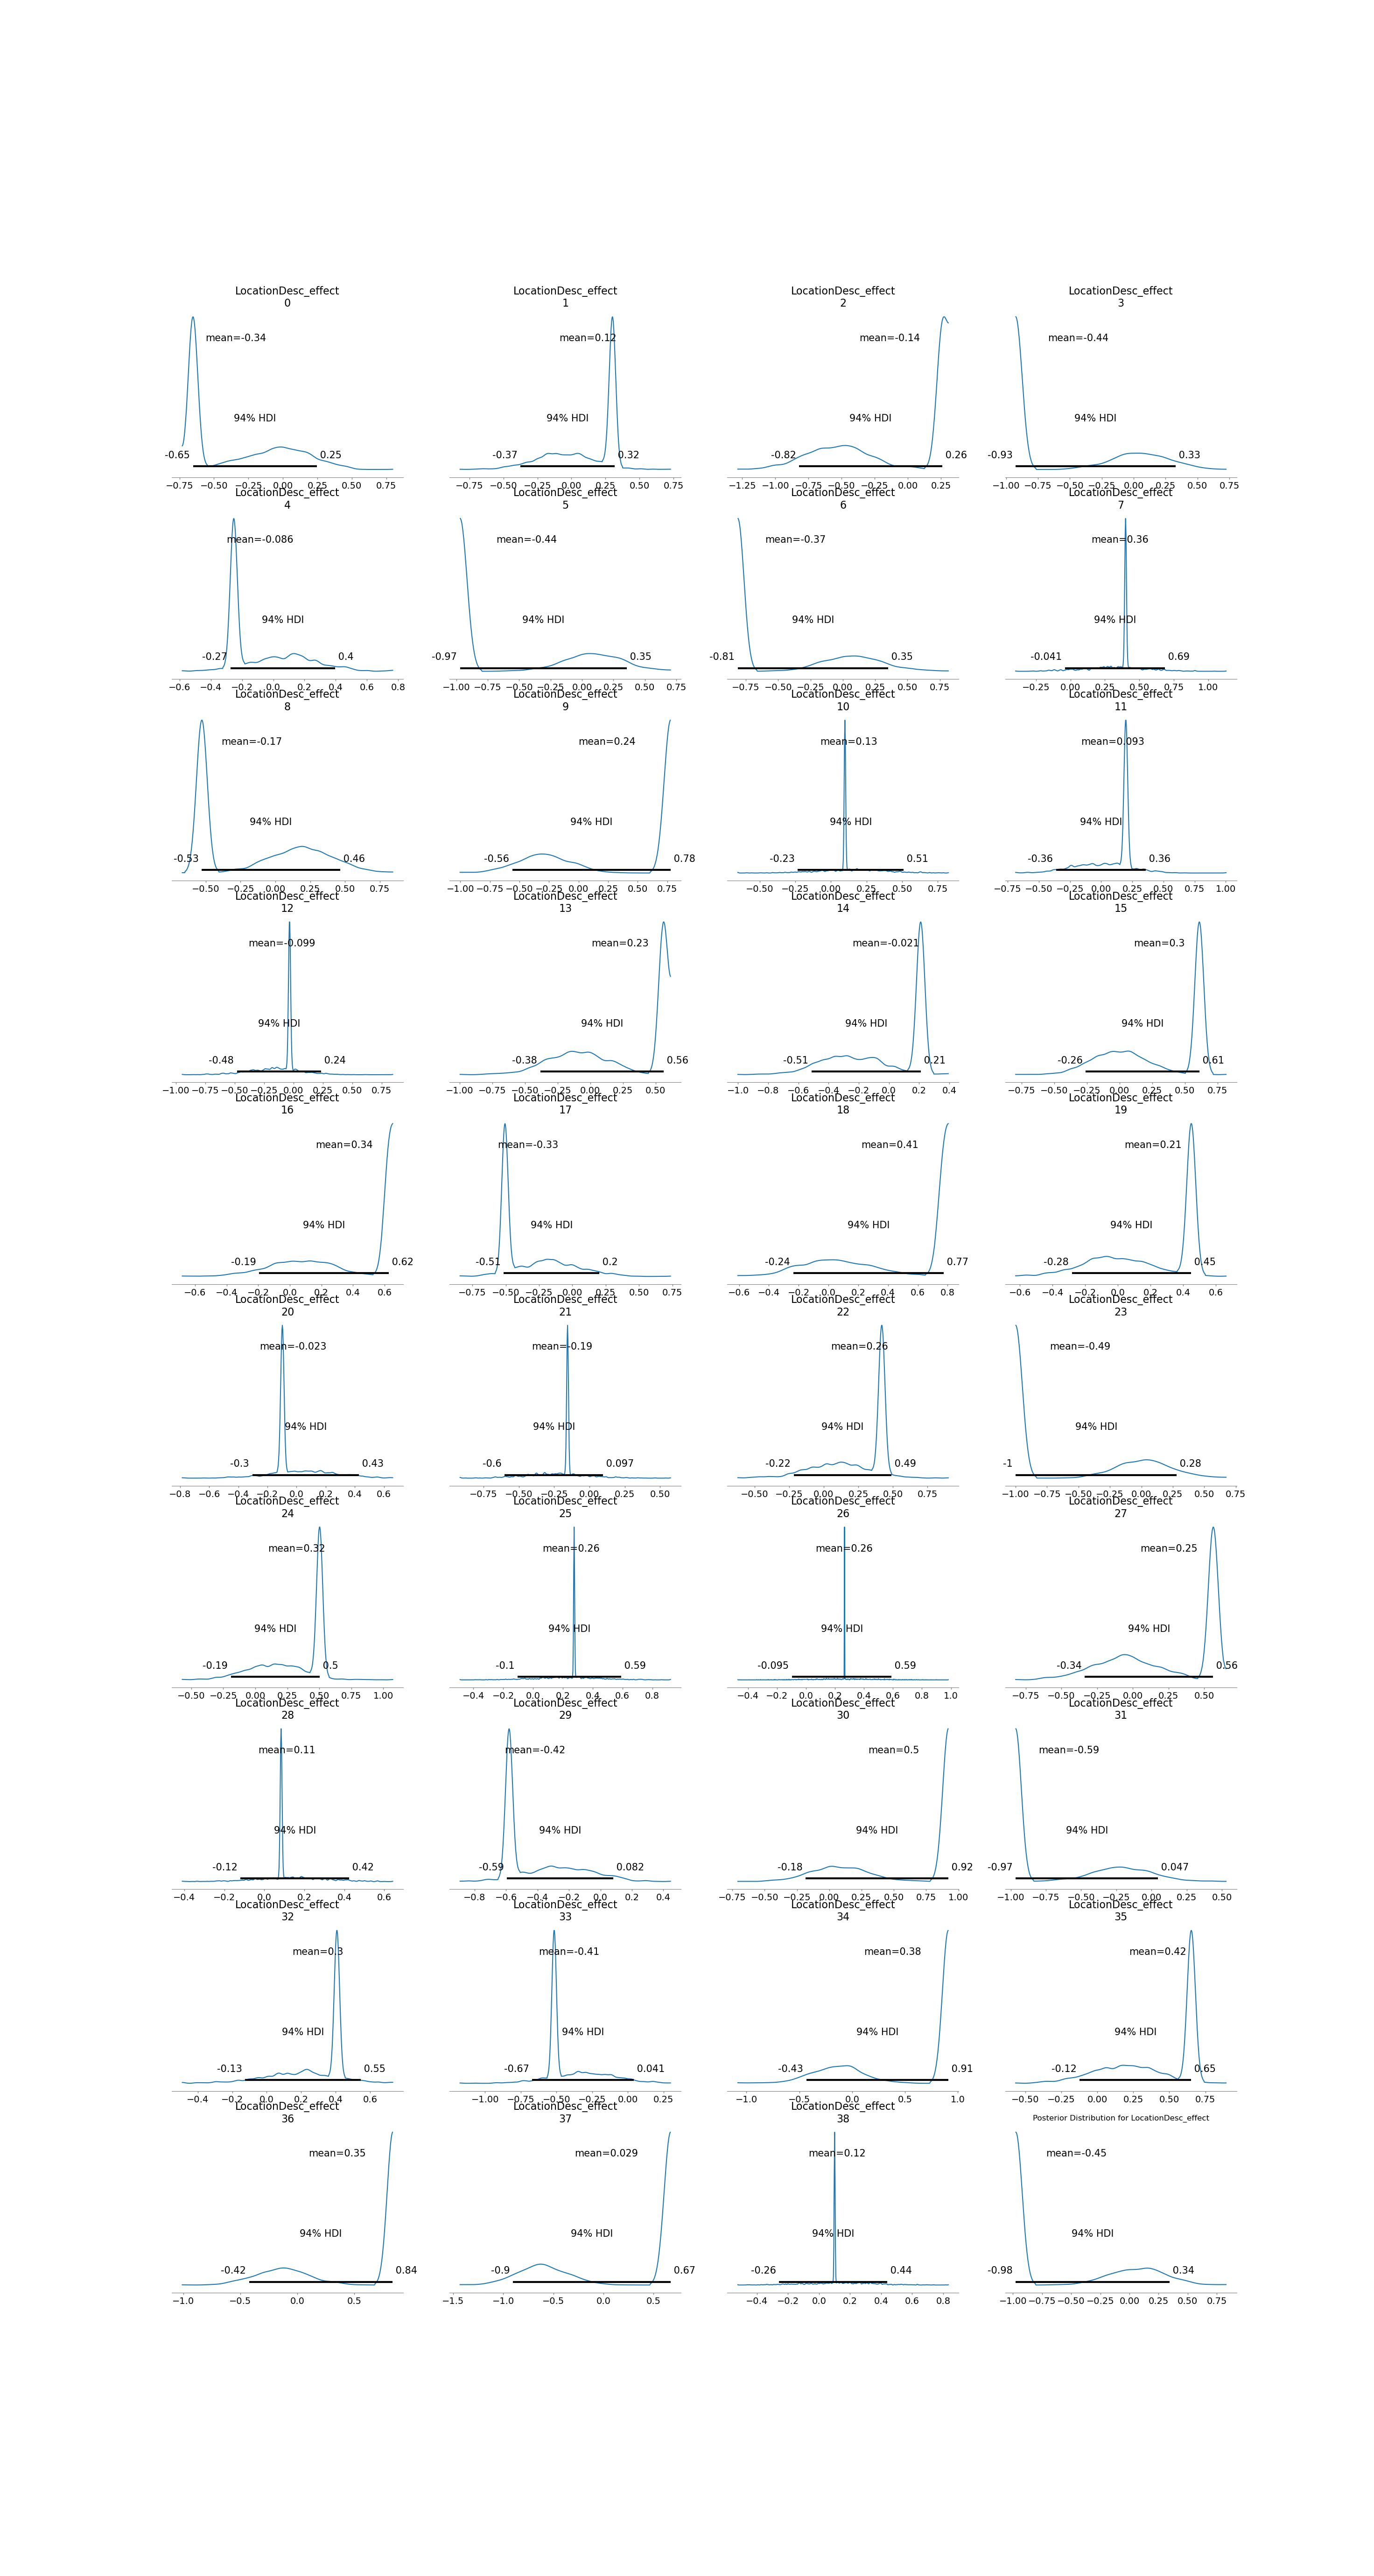 LocationDesc_effect
0
mean=-0.34
94% HDI
-0.65 0.25
−0.75 −0.50 −0.25 0.00 0.25 0.50 0.75
LocationDesc_effect
1
mean=0.12
94% HDI
-0.37 0.32
−0.75 −0.50 −0.25 0.00 0.25 0.50 0.75
LocationDesc_effect
2
mean=-0.14
94% HDI
-0.82 0.26
−1.25 −1.00 −0.75 −0.50 −0.25 0.00 0.25
LocationDesc_effect
3
mean=-0.44
94% HDI
-0.93 0.33
−1.00 −0.75 −0.50 −0.25 0.00 0.25 0.50 0.75
LocationDesc_effect
4
mean=-0.086
94% HDI
-0.27 0.4
−0.6 −0.4 −0.2 0.0 0.2 0.4 0.6 0.8
LocationDesc_effect
5
mean=-0.44
94% HDI
-0.97 0.35
−1.00 −0.75 −0.50 −0.25 0.00 0.25 0.50 0.75
LocationDesc_effect
6
mean=-0.37
94% HDI
-0.81 0.35
−0.75 −0.50 −0.25 0.00 0.25 0.50 0.75
LocationDesc_effect
7
mean=0.36
94% HDI
-0.041 0.69
−0.25 0.00 0.25 0.50 0.75 1.00
LocationDesc_effect
8
mean=-0.17
94% HDI
-0.53 0.46
−0.50 −0.25 0.00 0.25 0.50 0.75
LocationDesc_effect
9
mean=0.24
94% HDI
-0.56 0.78
−1.00 −0.75 −0.50 −0.25 0.00 0.25 0.50 0.75
LocationDesc_effect
10
mean=0.13
94% HDI
-0.23 0.51
−0.50 −0.25 0.00 0.25 0.50 0.75
LocationDesc_effect
11
mean=0.093
94% HDI
-0.36 0.36
−0.75 −0.50 −0.25 0.00 0.25 0.50 0.75 1.00
LocationDesc_effect
12
mean=-0.099
94% HDI
-0.48 0.24
−1.00 −0.75 −0.50 −0.25 0.00 0.25 0.50 0.75
LocationDesc_effect
13
mean=0.23
94% HDI
-0.38 0.56
−1.00 −0.75 −0.50 −0.25 0.00 0.25 0.50
LocationDesc_effect
14
mean=-0.021
94% HDI
-0.51 0.21
−1.0 −0.8 −0.6 −0.4 −0.2 0.0 0.2 0.4
LocationDesc_effect
15
mean=0.3
94% HDI
-0.26 0.61
−0.75 −0.50 −0.25 0.00 0.25 0.50 0.75
LocationDesc_effect
16
mean=0.34
94% HDI
-0.19 0.62
−0.6 −0.4 −0.2 0.0 0.2 0.4 0.6
LocationDesc_effect
17
mean=-0.33
94% HDI
-0.51 0.2
−0.75 −0.50 −0.25 0.00 0.25 0.50 0.75
LocationDesc_effect
18
mean=0.41
94% HDI
-0.24 0.77
−0.6 −0.4 −0.2 0.0 0.2 0.4 0.6 0.8
LocationDesc_effect
19
mean=0.21
94% HDI
-0.28 0.45
−0.6 −0.4 −0.2 0.0 0.2 0.4 0.6
LocationDesc_effect
20
mean=-0.023
94% HDI
-0.3 0.43
−0.8 −0.6 −0.4 −0.2 0.0 0.2 0.4 0.6
LocationDesc_effect
21
mean=-0.19
94% HDI
-0.6 0.097
−0.75 −0.50 −0.25 0.00 0.25 0.50
LocationDesc_effect
22
mean=0.26
94% HDI
-0.22 0.49
−0.50 −0.25 0.00 0.25 0.50 0.75
LocationDesc_effect
23
mean=-0.49
94% HDI
-1 0.28
−1.00 −0.75 −0.50 −0.25 0.00 0.25 0.50 0.75
LocationDesc_effect
24
mean=0.32
94% HDI
-0.19 0.5
−0.50 −0.25 0.00 0.25 0.50 0.75 1.00
LocationDesc_effect
25
mean=0.26
94% HDI
-0.1 0.59
−0.4 −0.2 0.0 0.2 0.4 0.6 0.8
LocationDesc_effect
26
mean=0.26
94% HDI
-0.095 0.59
−0.4 −0.2 0.0 0.2 0.4 0.6 0.8 1.0
LocationDesc_effect
27
mean=0.25
94% HDI
-0.34 0.56
−0.75 −0.50 −0.25 0.00 0.25 0.50
LocationDesc_effect
28
mean=0.11
94% HDI
-0.12 0.42
−0.4 −0.2 0.0 0.2 0.4 0.6
LocationDesc_effect
29
mean=-0.42
94% HDI
-0.59 0.082
−0.8 −0.6 −0.4 −0.2 0.0 0.2 0.4
LocationDesc_effect
30
mean=0.5
94% HDI
-0.18 0.92
−0.75 −0.50 −0.25 0.00 0.25 0.50 0.75 1.00
LocationDesc_effect
31
mean=-0.59
94% HDI
-0.97 0.047
−1.00 −0.75 −0.50 −0.25 0.00 0.25 0.50
LocationDesc_effect
32
mean=0.3
94% HDI
-0.13 0.55
−0.4 −0.2 0.0 0.2 0.4 0.6
LocationDesc_effect
33
mean=-0.41
94% HDI
-0.67 0.041
−1.00 −0.75 −0.50 −0.25 0.00 0.25
LocationDesc_effect
34
mean=0.38
94% HDI
-0.43 0.91
−1.0 −0.5 0.0 0.5 1.0
LocationDesc_effect
35
mean=0.42
94% HDI
-0.12 0.65
−0.50 −0.25 0.00 0.25 0.50 0.75
LocationDesc_effect
36
mean=0.35
94% HDI
-0.42 0.84
−1.0 −0.5 0.0 0.5
LocationDesc_effect
37
mean=0.029
94% HDI
-0.9 0.67
−1.5 −1.0 −0.5 0.0 0.5
LocationDesc_effect
38
mean=0.12
94% HDI
-0.26 0.44
−0.4 −0.2 0.0 0.2 0.4 0.6 0.8
Posterior Distribution for LocationDesc_effect
mean=-0.45
94% HDI
-0.98 0.34
−1.00 −0.75 −0.50 −0.25 0.00 0.25 0.50 0.75